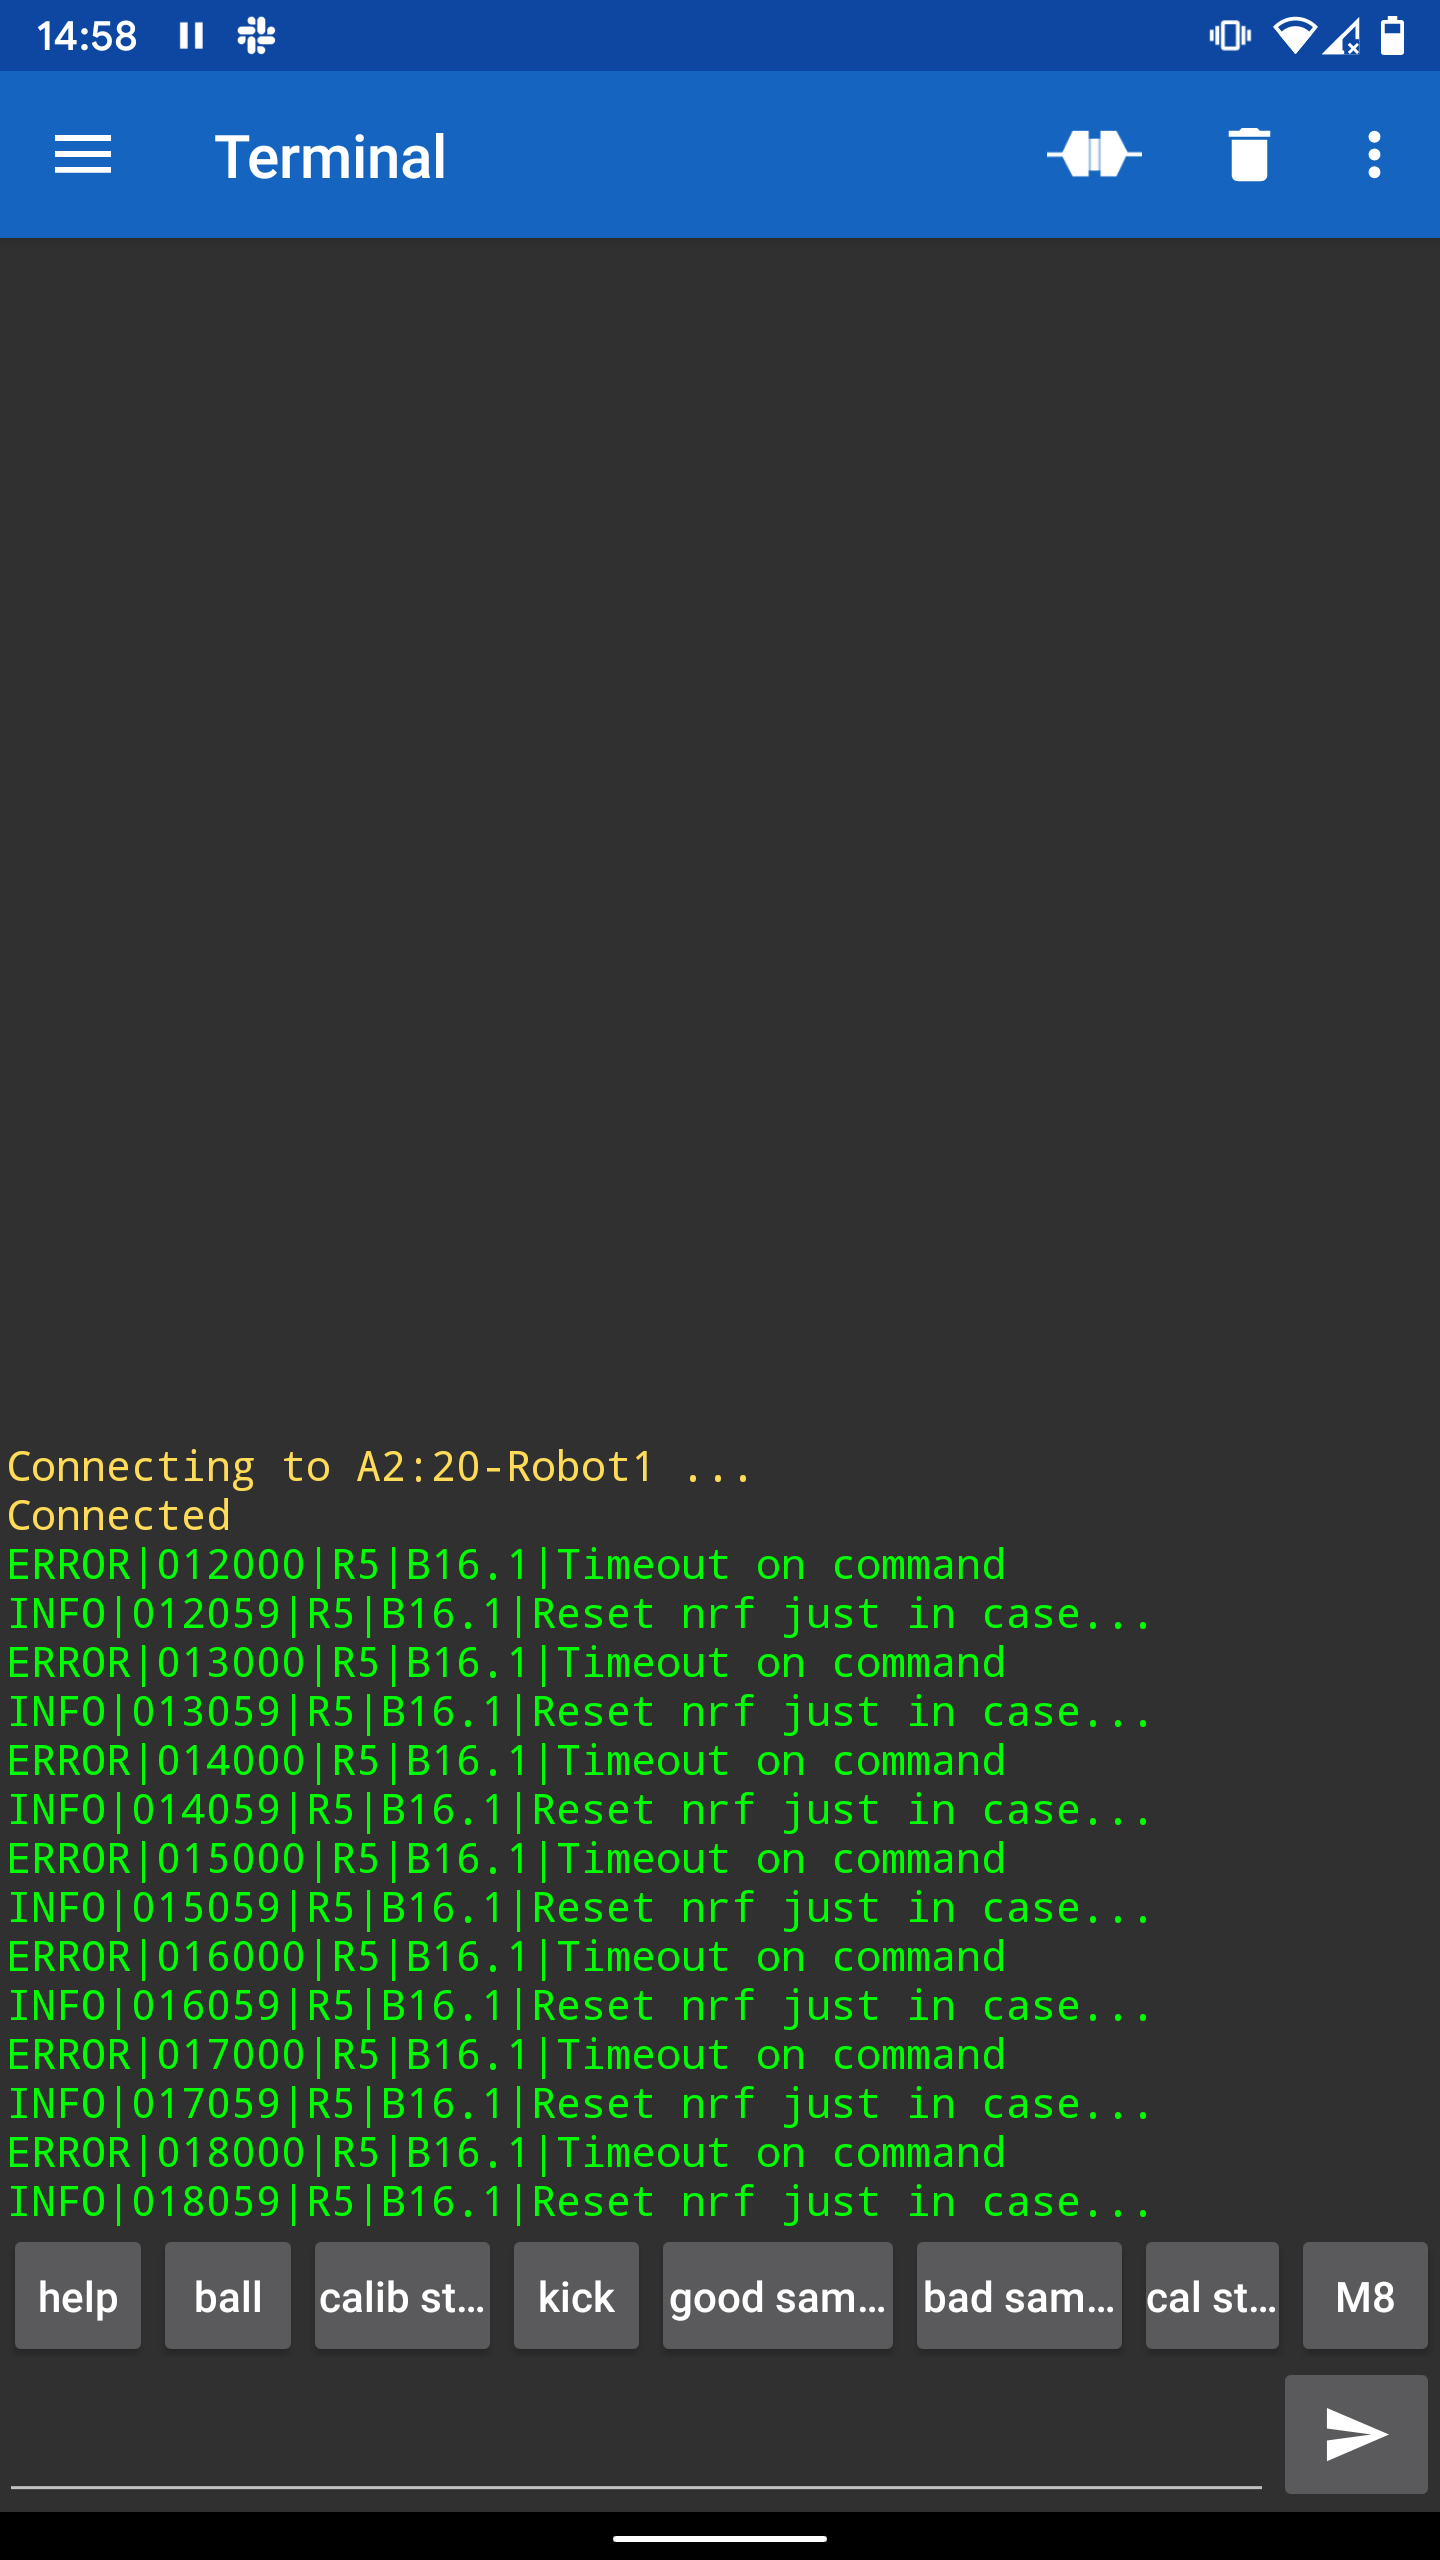 14:58
Terminal
Connecting to A2:20-Robot1 ...
Connected
ERROR|012000|R5|B16.1|Timeout on command
INFO|012059|R5|B16.1|Reset nrf just in case...
ERROR|013000|R5|B16.1|Timeout on command
INFO|013059|R5|B16.1|Reset nrf just in case...
ERROR|014000|R5|B16.1|Timeout on command
INFO|014059|R5|B16.1|Reset nrf just in case...
ERROR|015000|R5|B16.1|Timeout on command
INFO|015059|R5|B16.1|Reset nrf just in case...
ERROR|016000|R5|B16.1|Timeout on command
INFO|016059|R5|B16.1|Reset nrf just in case...
ERROR|017000|R5|B16.1|Timeout on command
INFO|017059|R5|B16.1|Reset nrf just in case...
ERROR|018000|R5|B16.1|Timeout on command
INFO|018059|R5|B16.1|Reset nrf just in case...
help ball calib st… kick good sam… bad sam… cal st… M8